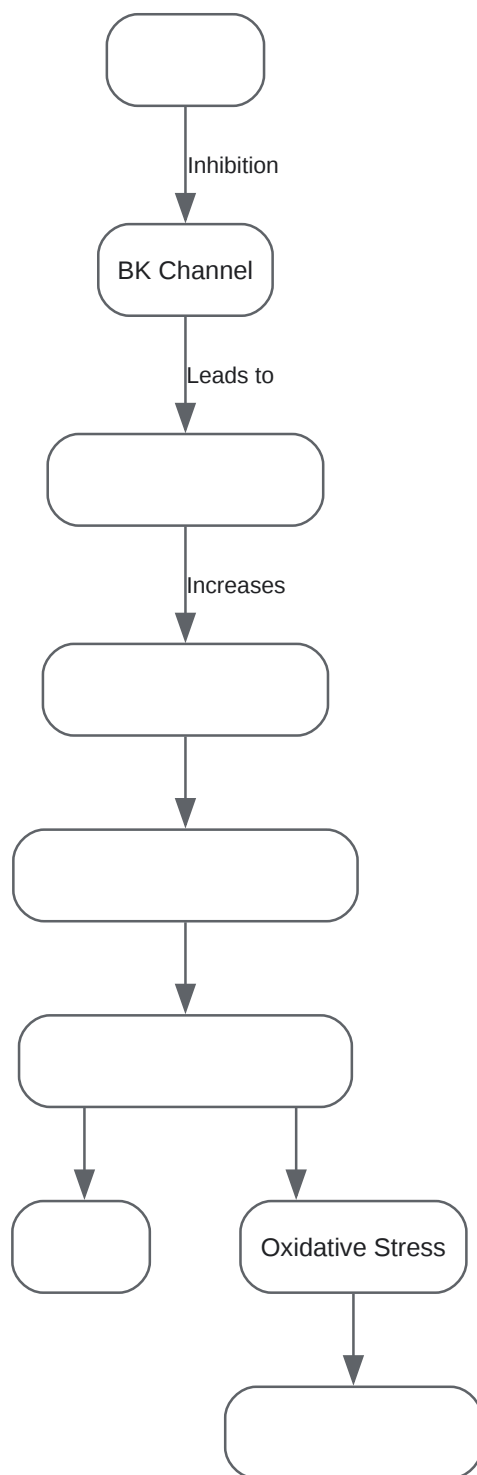 Inhibition
BK Channel
Leads to
Increases
Oxidative Stress